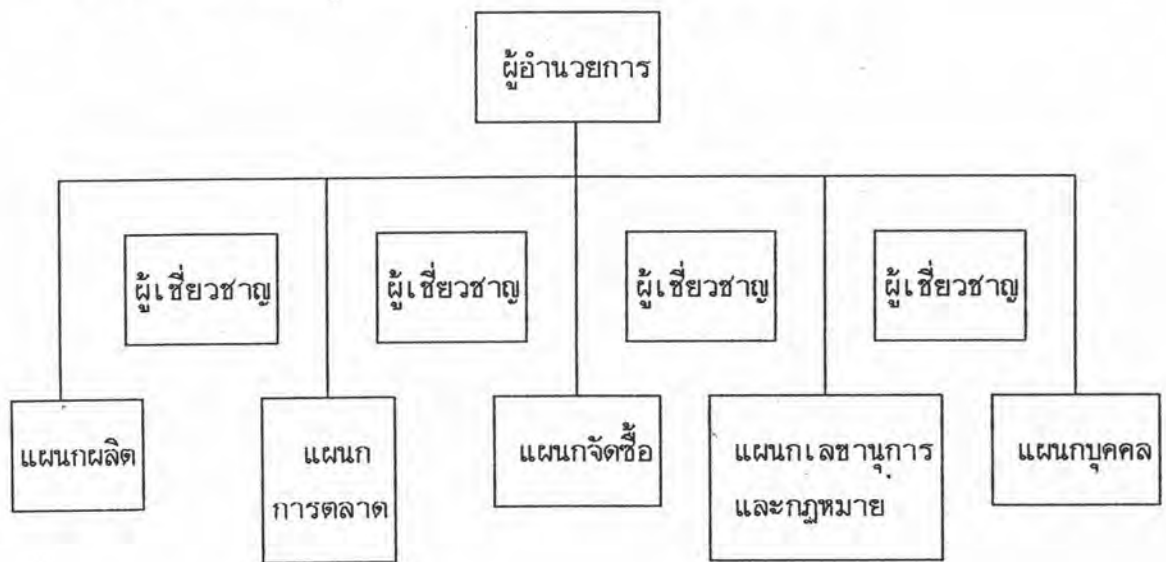 ผู้อำนวยการ
ผู้เชี่ยวชาญ
ผู้เชี่ยวชาญ
ผู้เชี่ยวชาญ
ผู้เชี่ยวชาญ
แผนกผลิต
แผนก
การตลาด
แผนกจัดซื้อ
แผนกเลขานุการ
และกฎหมาย
แผนกบุคคล